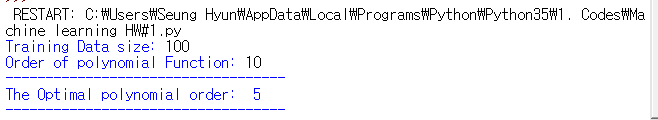 RESTART: C:₩Users₩Seung Hyun₩AppData₩Local₩Programs₩Python₩Python35₩1. Codes₩Ma
chine learning HW#1.py
Training Data size: 100
Order of polynomial Function: 10
-----------------------------------
The Optimal polynomial order:  5
-----------------------------------